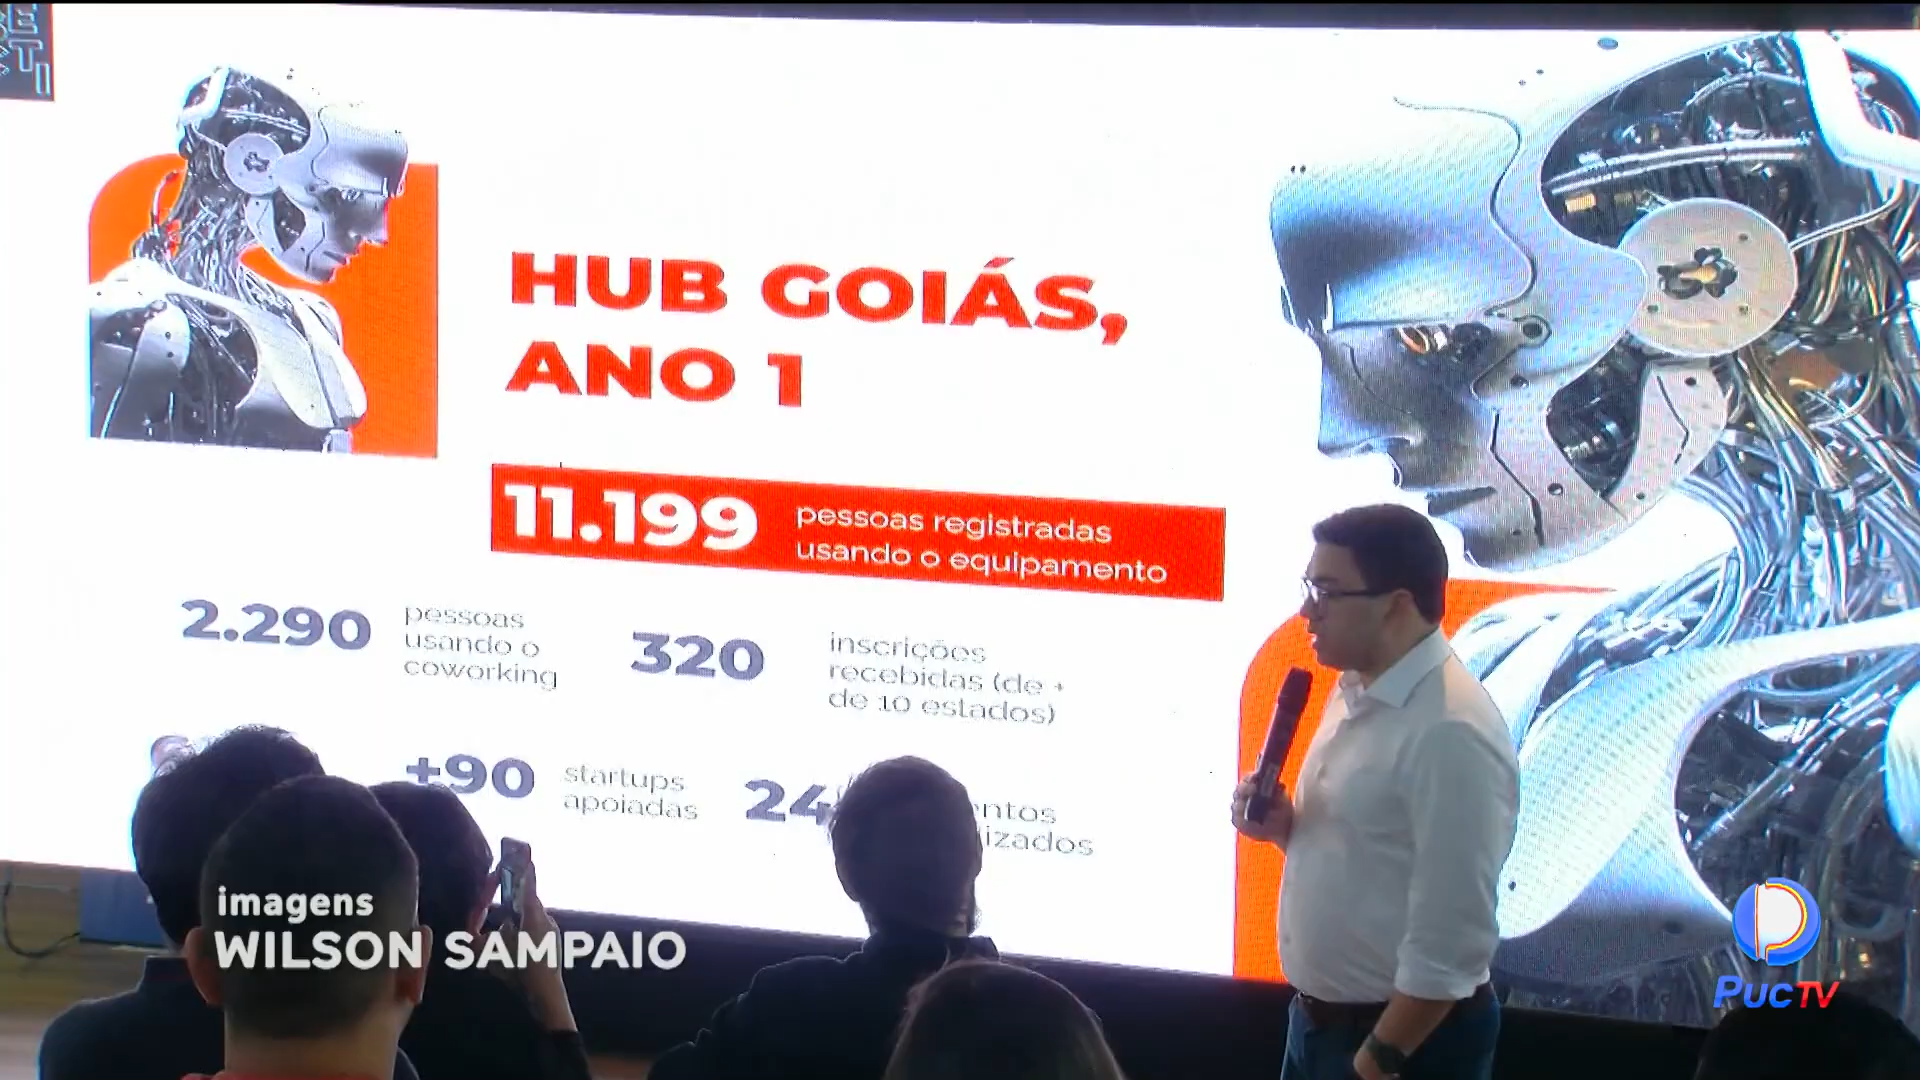 HUB GOIÁS,
ANO 1
11.199
pessoas registradas
usando o equipamento
2.290
pessoas
usando o
coworking
320
inscrições
recebidas (de +
de 10 estados)
+90
startups
apoiadas
imagens
WILSON SAMPAIO
PUCTV